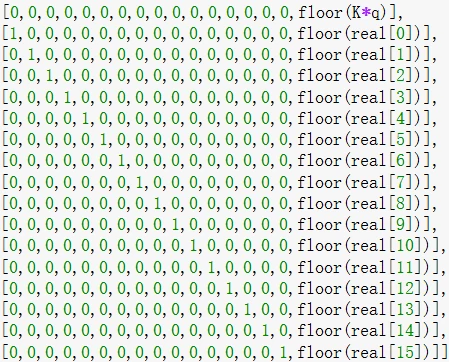 [0,0,0,0,0,0,0,0,0,0,0,0,0,0,0,0,floor(K*q)],
[1,0,0,0,0,0,0,0,0,0,0,0,0,0,0,0,floor(real[0])],
[0,1,0,0,0,0,0,0,0,0,0,0,0,0,0,0,floor(real[1])],
[0,0,1,0,0,0,0,0,0,0,0,0,0,0,0,0,floor(real[2])],
[0,0,0,1,0,0,0,0,0,0,0,0,0,0,0,0,floor(real[3])],
[0,0,0,0,1,0,0,0,0,0,0,0,0,0,0,0,floor(real[4])],
[0,0,0,0,0,1,0,0,0,0,0,0,0,0,0,0,floor(real[5])],
[0,0,0,0,0,0,1,0,0,0,0,0,0,0,0,0,floor(real[6])],
[0,0,0,0,0,0,0,1,0,0,0,0,0,0,0,0,floor(real[7])],
[0,0,0,0,0,0,0,0,1,0,0,0,0,0,0,0,floor(real[8])],
[0,0,0,0,0,0,0,0,0,1,0,0,0,0,0,0,floor(real[9])],
[0,0,0,0,0,0,0,0,0,0,1,0,0,0,0,0,floor(real[10])],
[0,0,0,0,0,0,0,0,0,0,0,1,0,0,0,0,floor(real[11])],
[0,0,0,0,0,0,0,0,0,0,0,0,1,0,0,0,floor(real[12])],
[0,0,0,0,0,0,0,0,0,0,0,0,0,1,0,0,floor(real[13])],
[0,0,0,0,0,0,0,0,0,0,0,0,0,0,1,0,floor(real[14])],
[0,0,0,0,0,0,0,0,0,0,0,0,0,0,0,1,floor(real[15])]]